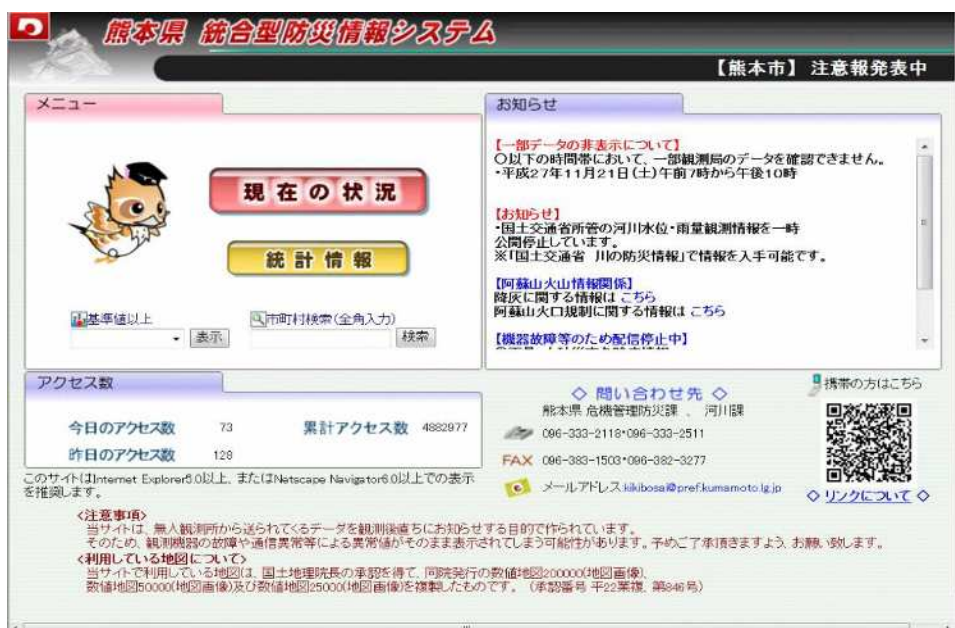 熊本県 統合型防災情報システム
【熊本市】 注意報発表中
メニュー
現在の状況
統計情報
基準値以上
表示
市町村検索(全角入力)
検索
お知らせ
【一部データの非表示について】
○以下の時間帯において、一部観測局のデータを確認できません。
・平成27年11月21日(土)午前7時から午後10時
【お知らせ】
・国土交通省所管の河川水位・雨量観測情報を一時
公開停止しています。
※「国土交通省 川の防災情報」で情報を入手可能です。
【阿蘇山火山情報関係】
降灰に関する情報は こちら
阿蘇山火口規制に関する情報は こちら
【機器故障等のため配信停止中】
アクセス数
今日のアクセス数 73 累計アクセス数 4882977
昨日のアクセス数 128
このサイトはInternet Explorer5.0以上、またはNetscape Navigator6.0以上での表示
を推奨します。
◇ 問い合わせ先 ◇
熊本県 危機管理防災課 、 河川課
096-333-2118・096-333-2511
FAX 096-383-1503・096-382-3277
メールアドレス:kikibosai@pref.kumamoto.lg.jp
携帯の方はこちら
◇ リンクについて ◇
<注意事項>
当サイトは、無人観測所から送られてくるデータを観測後直ちにお知らせする目的で作られています。
そのため、観測機器の故障や通信異常等による異常値がそのまま表示されてしまう可能性があります。予めご了承頂きますよう、お願い致します。
<利用している地図について>
当サイトで利用している地図は、国土地理院長の承認を得て、同院発行の数値地図200000(地図画像)、
数値地図50000(地図画像)及び数値地図25000(地図画像)を複製したものです。 (承認番号 平22業複、第846号)